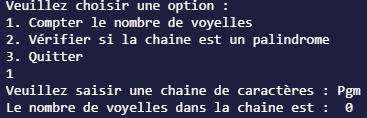 Veuillez choisir une option :
1. Compter le nombre de voyelles
2. Vérifier si la chaine est un palindrome
3. Quitter
1
Veuillez saisir une chaine de caractères : Pgm
Le nombre de voyelles dans la chaine est :  0